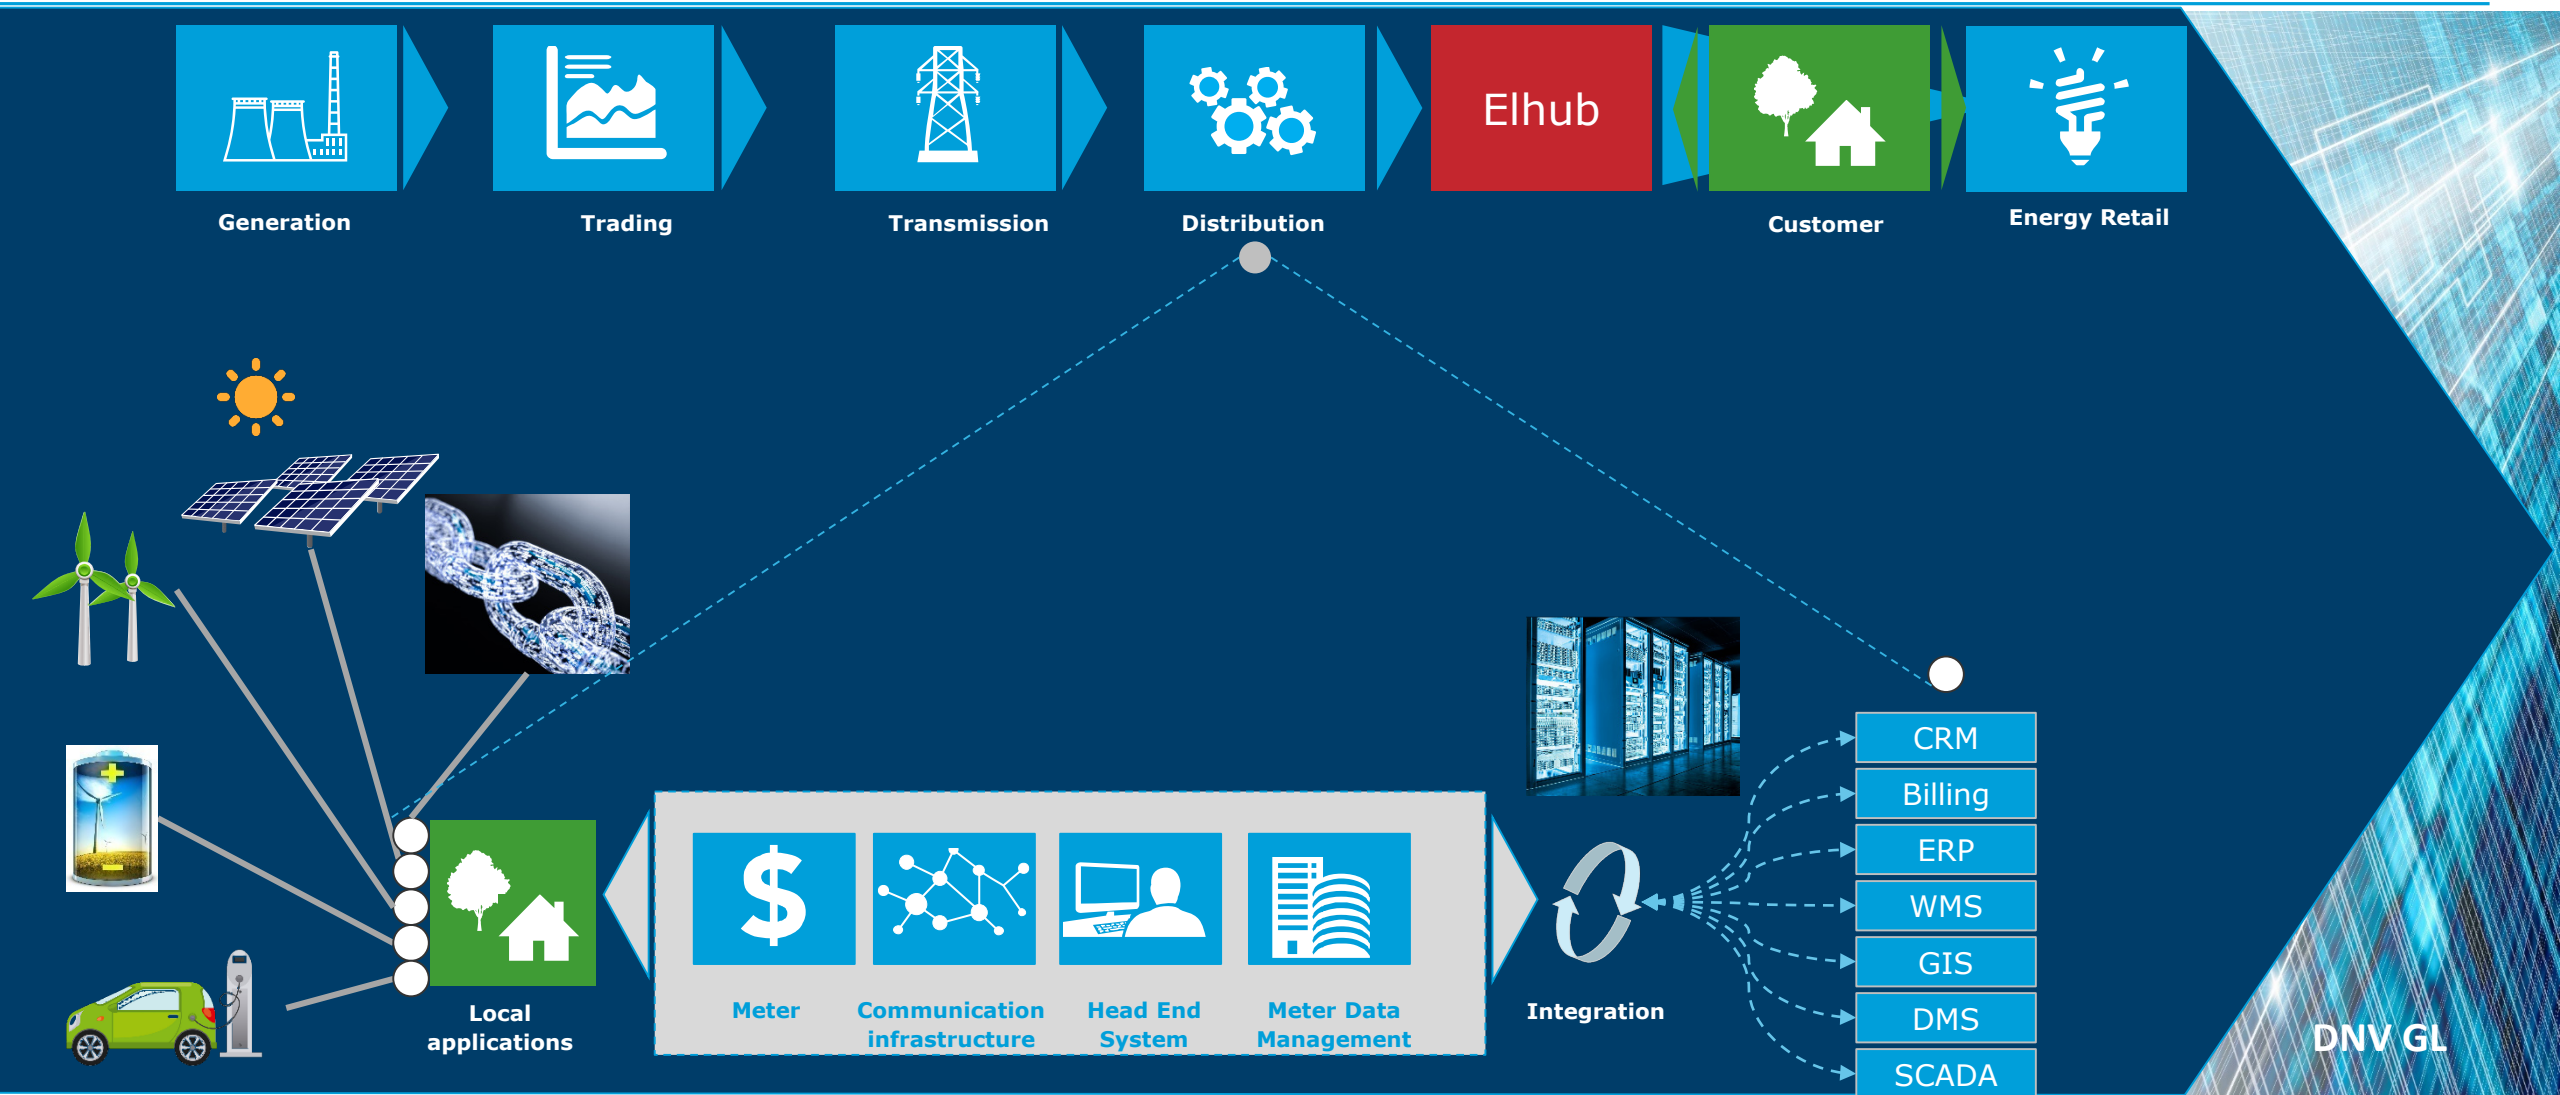 Elhub
Generation
Trading
Transmission
Distribution
Customer
Energy Retail
CRM
Billing
ERP
WMS
GIS
DMS
SCADA
$
Local
applications
Meter
Communication
infrastructure
Head End
System
Meter Data
Management
Integration
DNV GL